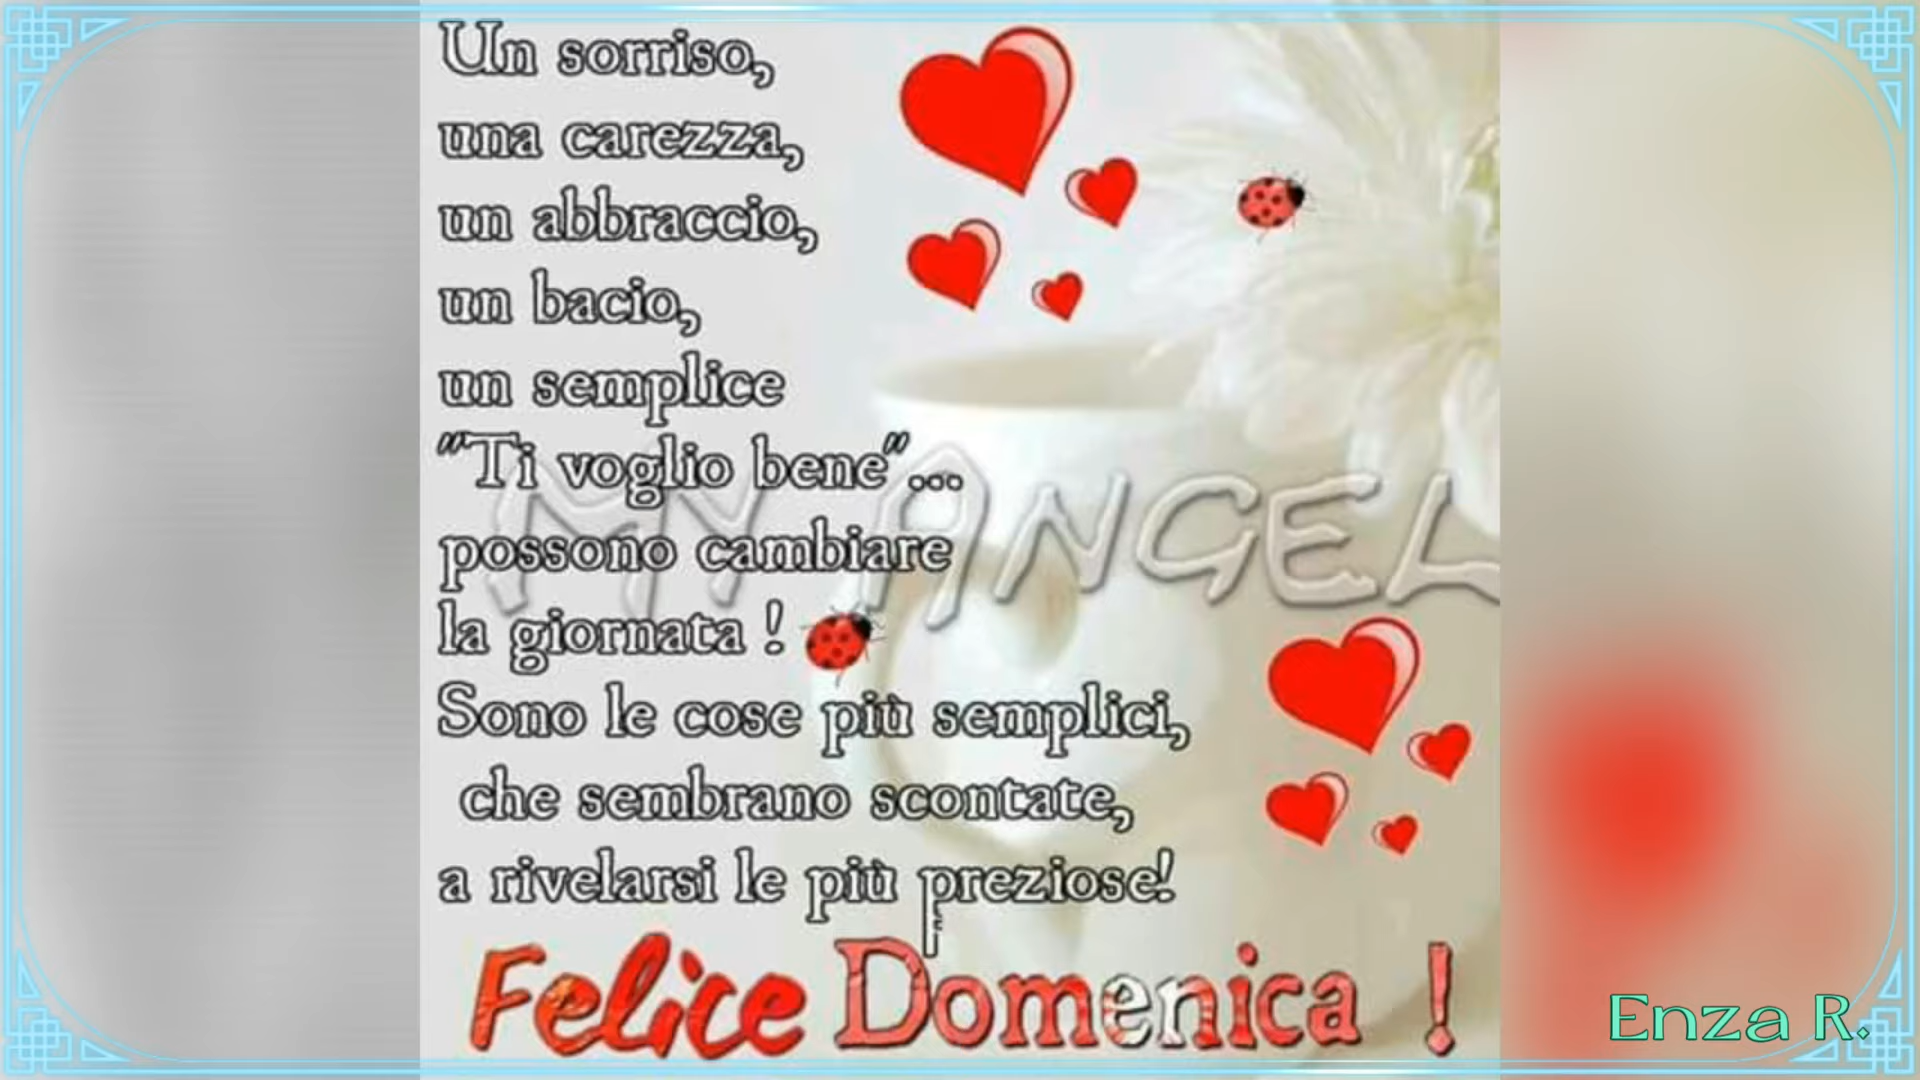 Un sorriso,
una carezza,
un abbraccio,
un bacio,
un semplice
"Ti voglio bene"...
possono cambiare
la giornata !
Sono le cose più semplici,
che sembrano scontate,
a rivelarsi le più preziose!
Felice Domenica !
MY ANGEL
Enza R.